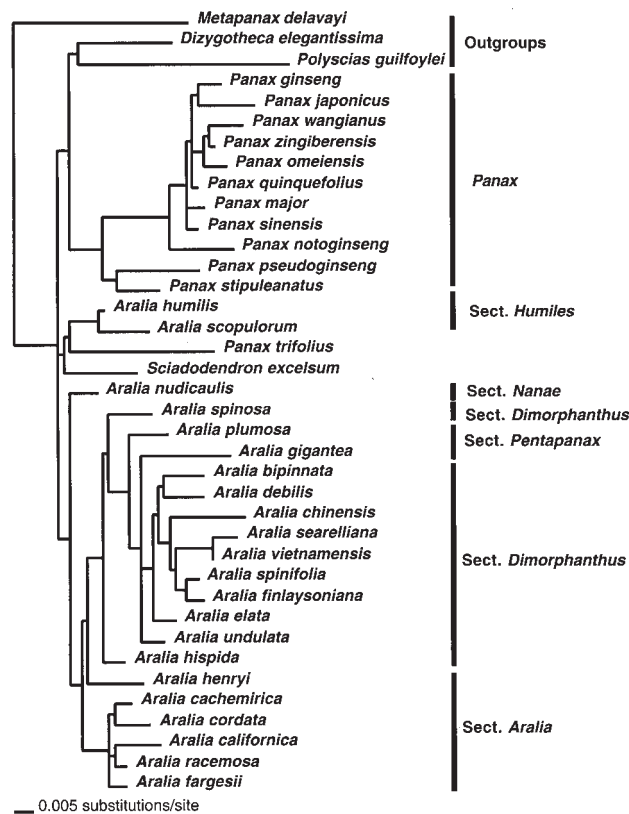 Metapanax delavayi
Dizygotheca elegantissima
Outgroups
Polyscias guilfoylei
Panax ginseng
Panax japonicus
Panax wangianus
Panax zingiberensis
Panax omeiensis
Panax quinquefolius
Panax
Panax major
Panax sinensis
Panax notoginseng
Panax pseudoginseng
Panax stipuleanatus
Aralia humilis
Sect. Humiles
Aralia scopulorum
Panax trifolius
Sciadodendron excelsum
Aralia nudicaulis
Sect. Nanae
Aralia spinosa
Sect. Dimorphanthus
Aralia plumosa
Sect. Pentapanax
Aralia gigantea
Aralia bipinnata
Aralia debilis
Aralia chinensis
Aralia searelliana
Aralia vietnamensis
Sect. Dimorphanthus
Aralia spinifolia
Aralia finlaysoniana
Aralia elata
Aralia undulata
Aralia hispida
Aralia henryi
Aralia cachemirica
Aralia cordata
Sect. Aralia
Aralia californica
Aralia racemosa
Aralia fargesii
0.005 substitutions/site